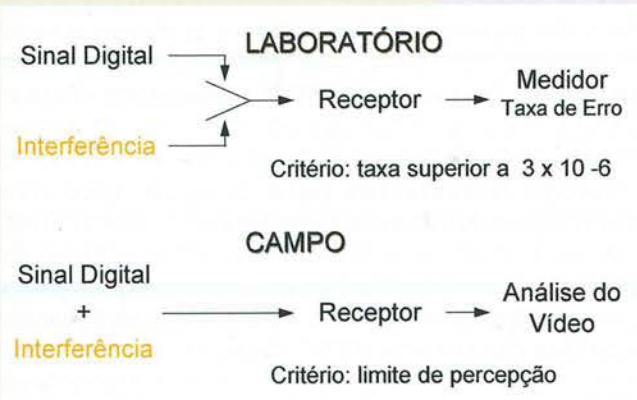 LABORATÓRIO
Sinal Digital
Interferência
Receptor
Medidor
Taxa de Erro
Critério: taxa superior a 3 x 10 -6
CAMPO
Sinal Digital
+
Interferência
Receptor
Análise do
Vídeo
Critério: limite de percepção